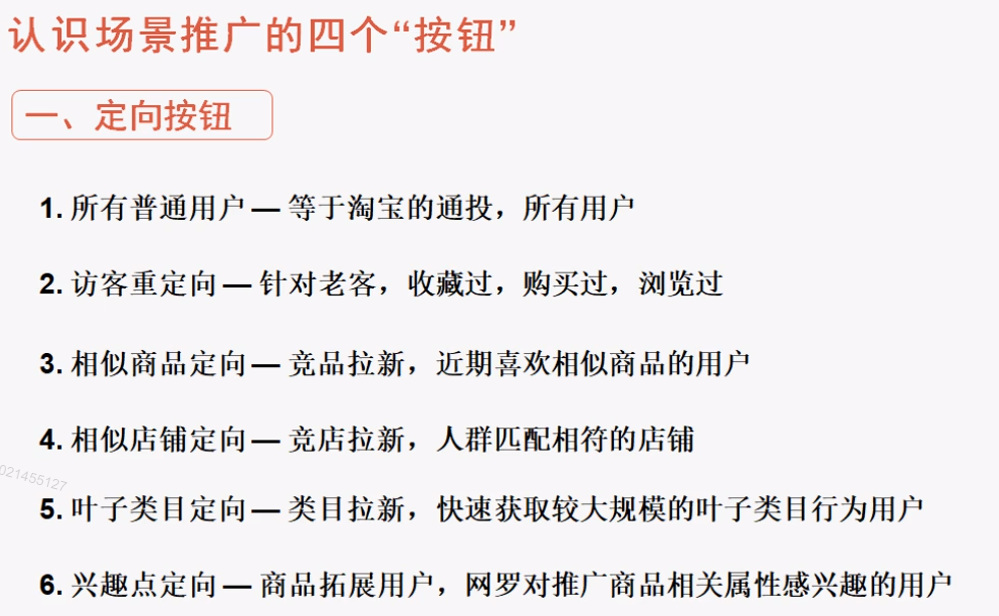 认识场景推广的四个“按钮”
一、定向按钮
1. 所有普通用户 — 等于淘宝的通投，所有用户
2. 访客重定向 — 针对老客，收藏过，购买过，浏览过
3. 相似商品定向 — 竞品拉新，近期喜欢相似商品的用户
4. 相似店铺定向 — 竞店拉新，人群匹配相符的店铺
021455127
5. 叶子类目定向 — 类目拉新，快速获取较大规模的叶子类目行为用户
6. 兴趣点定向 — 商品拓展用户，网罗对推广商品相关属性感兴趣的用户